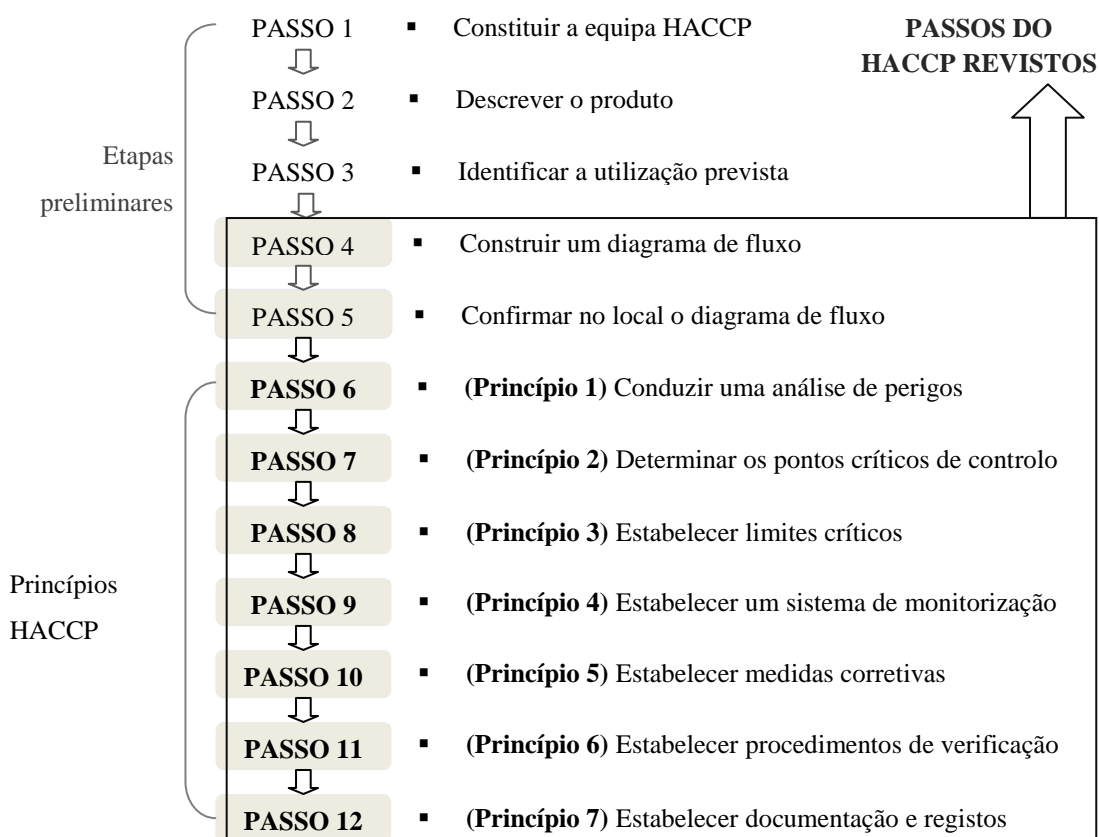 PASSO 1 ▪ Constituir a equipa HACCP
PASSOS DO
HACCP REVISTOS
PASSO 2 ▪ Descrever o produto
Etapas
preliminares
PASSO 3 ▪ Identificar a utilização prevista
PASSO 4 ▪ Construir um diagrama de fluxo
PASSO 5 ▪ Confirmar no local o diagrama de fluxo
PASSO 6 ▪ (Princípio 1) Conduzir uma análise de perigos
PASSO 7 ▪ (Princípio 2) Determinar os pontos críticos de controlo
PASSO 8 ▪ (Princípio 3) Estabelecer limites críticos
Princípios
HACCP
PASSO 9 ▪ (Princípio 4) Estabelecer um sistema de monitorização
PASSO 10 ▪ (Princípio 5) Estabelecer medidas corretivas
PASSO 11 ▪ (Princípio 6) Estabelecer procedimentos de verificação
PASSO 12 ▪ (Princípio 7) Estabelecer documentação e registos